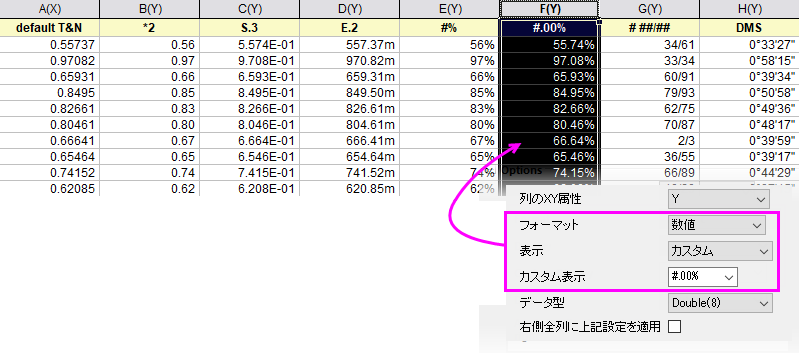 A(X) B(Y) C(Y) D(Y) E(Y) F(Y) G(Y) H(Y)
default T&N *2 S.3 E.2 #% #.00% # ##/## DMS
0.55737 0.56 5.574E-01 557.37m 56% 55.74% 34/61 0°33'27"
0.97082 0.97 9.708E-01 970.82m 97% 97.08% 33/34 0°58'15"
0.65931 0.66 6.593E-01 659.31m 66% 65.93% 60/91 0°39'34"
0.8495 0.85 8.495E-01 849.50m 85% 84.95% 79/93 0°50'58"
0.82661 0.83 8.266E-01 826.61m 83% 82.66% 62/75 0°49'36"
0.80461 0.80 8.046E-01 804.61m 80% 80.46% 70/87 0°48'17"
0.66641 0.67 6.664E-01 666.41m 67% 66.64% 2/3 0°39'59"
0.65464 0.65 6.546E-01 654.64m 65% 65.46% 36/55 0°39'17"
0.74152 0.74 7.415E-01 741.52m 74% 74.15% 66/89 0°44'29"
0.62085 0.62 6.208E-01 620.85m 62%
Options
列のXY属性 Y
フォーマット 数値
表示 カスタム
カスタム表示 #.00%
データ型 Double(8)
右側全列に上記設定を適用